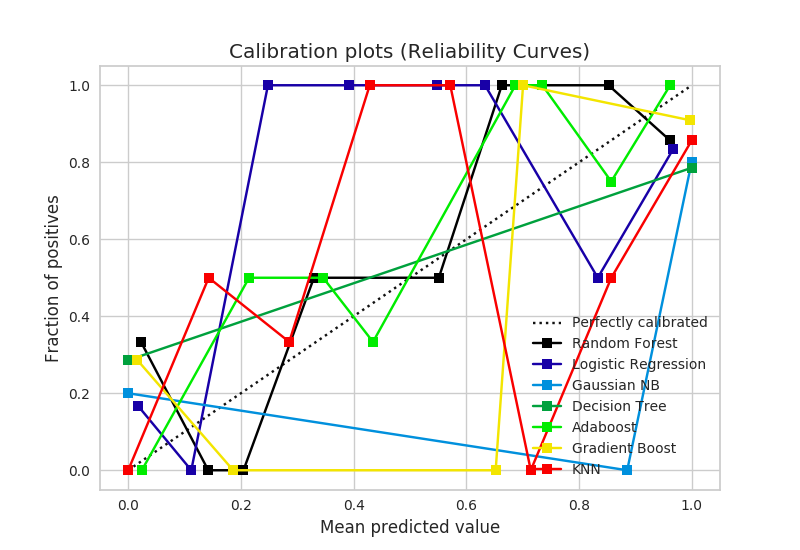 Calibration plots (Reliability Curves)
1.0
0.8
0.6
0.4
0.2
0.0
Fraction of positives
Perfectly calibrated
Random Forest
Logistic Regression
Gaussian NB
Decision Tree
Adaboost
Gradient Boost
KNN
0.0 0.2 0.4 0.6 0.8 1.0
Mean predicted value